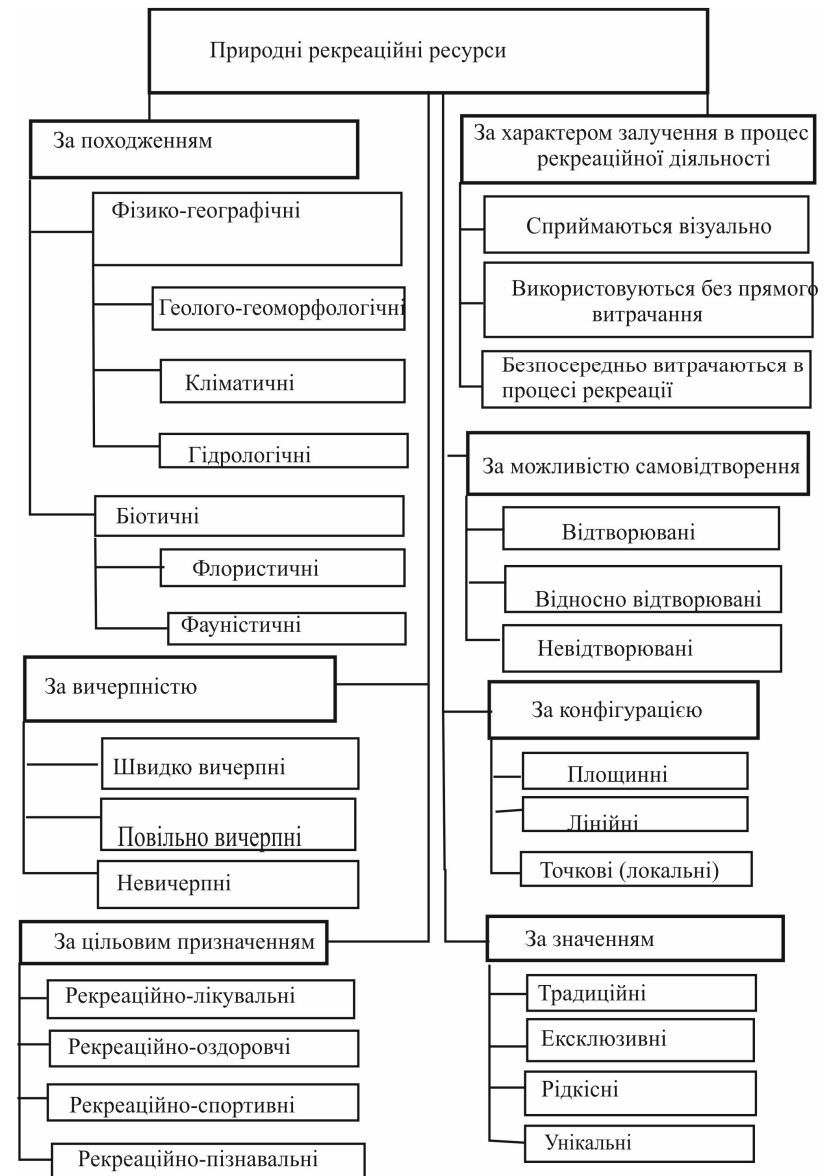 Природні рекреаційні ресурси
За походженням
Фізико-географічні
Геолого-геоморфологічні
Кліматичні
Гідрологічні
Біотичні
Флористичні
Фауністичні
За вичерпністю
Швидко вичерпні
Повільно вичерпні
Невичерпні
За цільовим призначенням
Рекреаційно-лікувальні
Рекреаційно-оздоровчі
Рекреаційно-спортивні
Рекреаційно-пізнавальні
За характером залучення в процес
рекреаційної діяльності
Сприймаються візуально
Використовуються без прямого
витрачання
Безпосередньо витрачаються в
процесі рекреації
За можливістю самовідтворення
Відтворювані
Відносно відтворювані
Невідтворювані
За конфігурацією
Площинні
Лінійні
Точкові (локальні)
За значенням
Традиційні
Ексклюзивні
Рідкісні
Унікальні